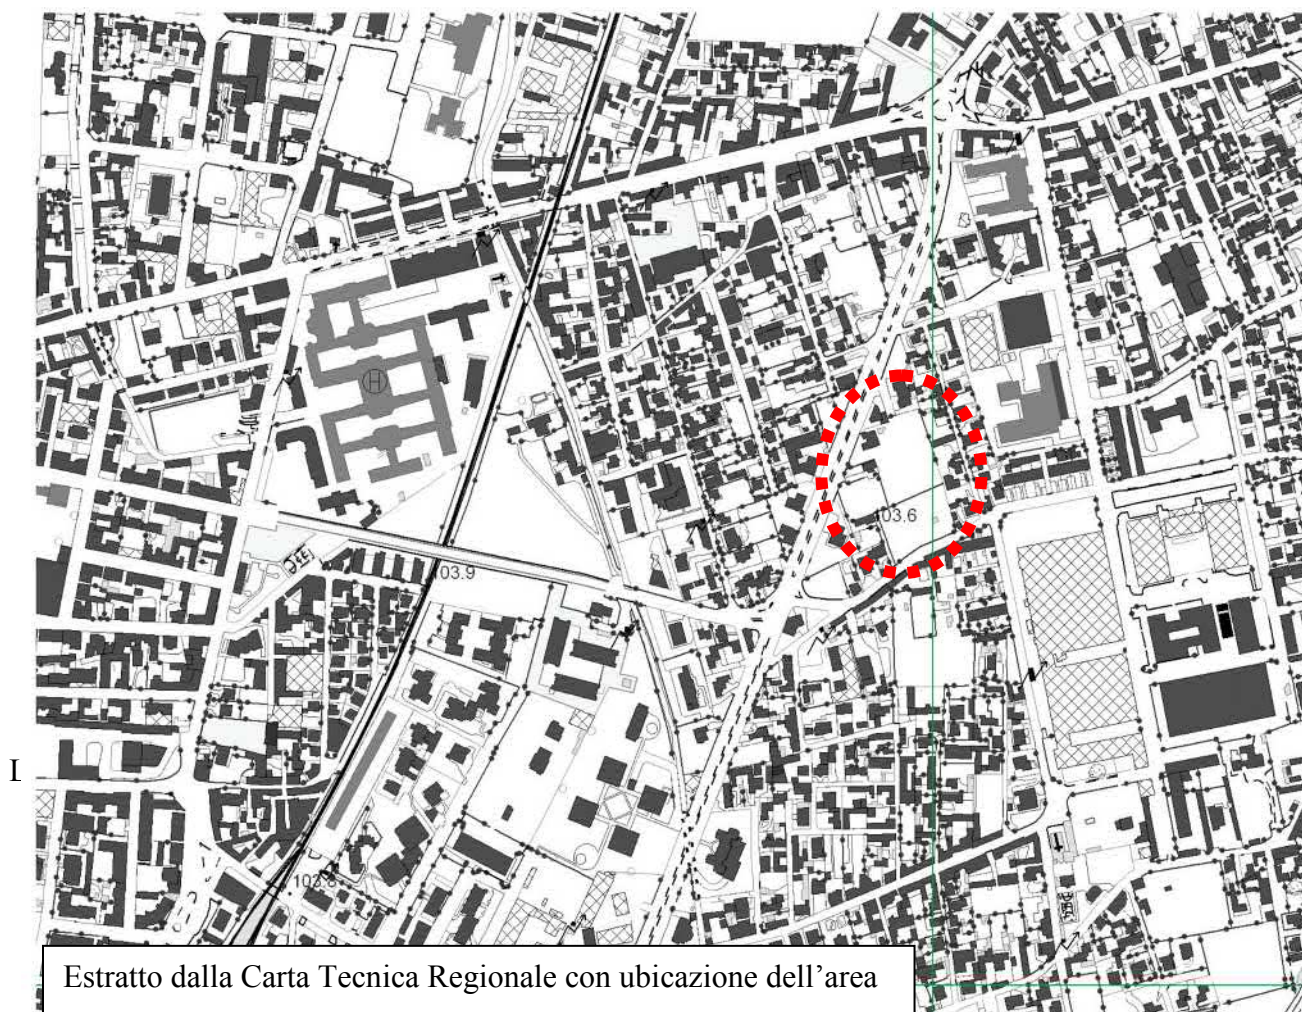 H
103.6
103.9
L
103.8
Estratto dalla Carta Tecnica Regionale con ubicazione dell’area